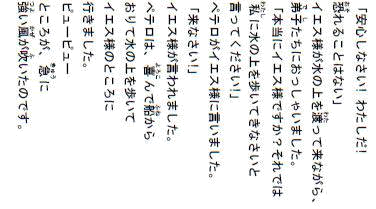 「安心しなさい！わたしだ！
恐れることはない」
イエス様が水の上を渡って来ながら、
弟子たちにおっしゃいました。
「本当にイエス様ですか？それでは
私に水の上を歩いてきなさいと
言ってください!」
ペテロがイエス様に言いました。
「来なさい!」
イエス様が言われました。
ペテロは、喜んで船から
おりて水の上を歩いて
イエス様のところに
行きました。
ピューピュー
ところが、急に
強い風が吹いたのです。